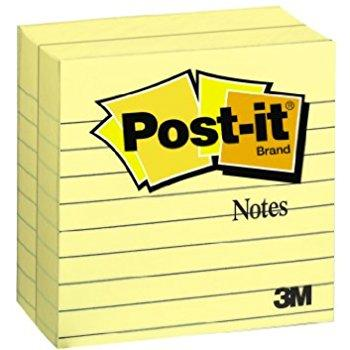 Post-it®
Brand
Notes
3M